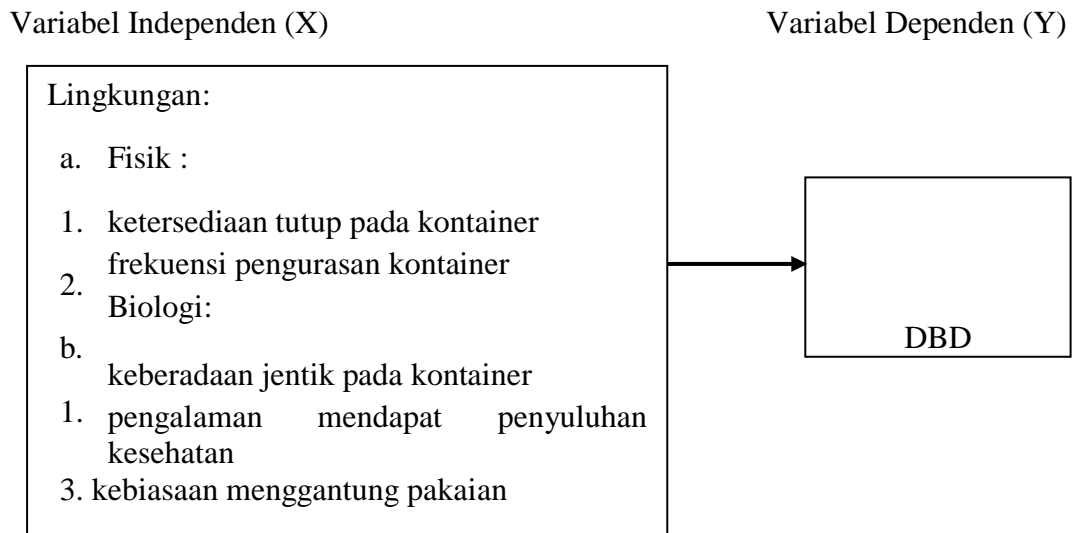 Variabel Independen (X)
Variabel Dependen (Y)
Lingkungan:
a. Fisik :
1. ketersediaan tutup pada kontainer
frekuensi pengurasan kontainer
2.
Biologi:
b.
keberadaan jentik pada kontainer
1. pengalaman mendapat penyuluhan
kesehatan
3. kebiasaan menggantung pakaian
DBD